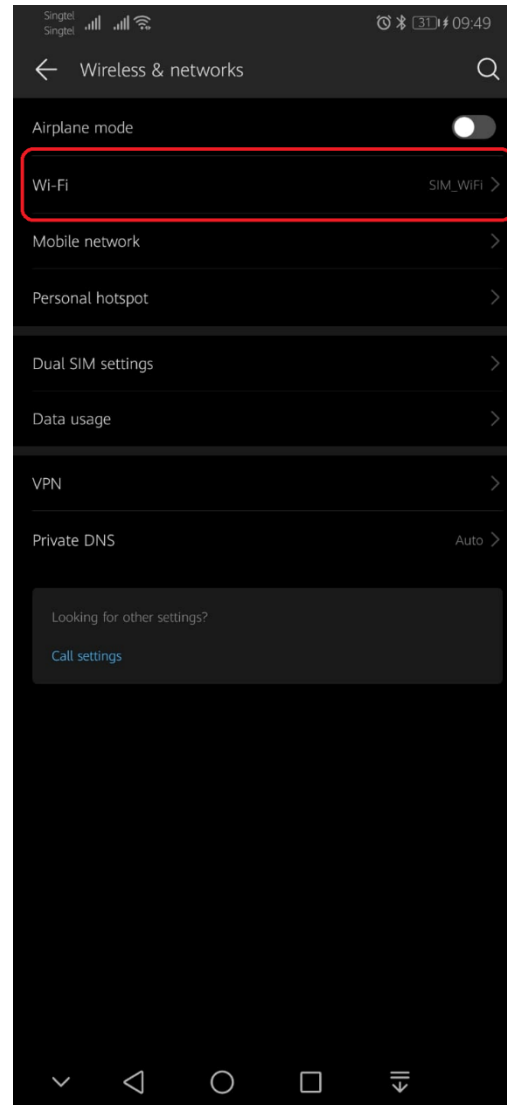 Singtel
Singtel
31 09:49
Wireless & networks
Airplane mode
Wi-Fi SIM_WiFi
Mobile network
Personal hotspot
Dual SIM settings
Data usage
VPN
Private DNS Auto
Looking for other settings?
Call settings